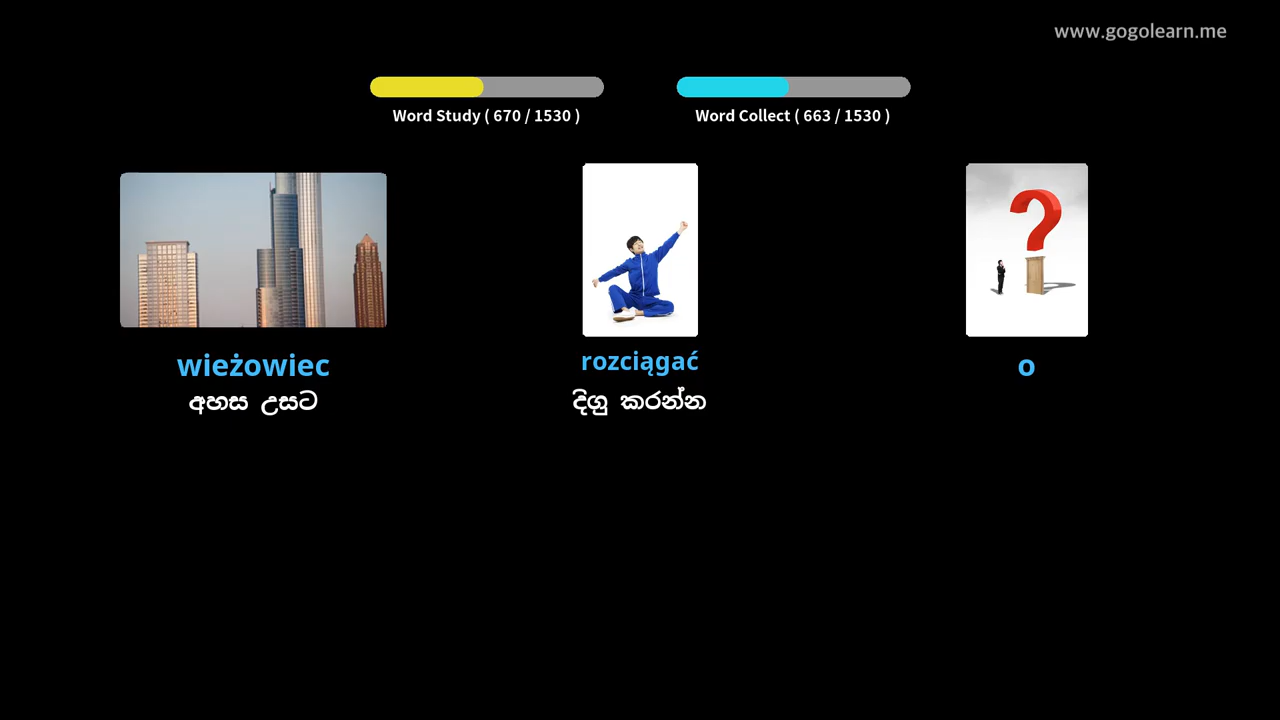 www.gogolearn.me
Word Study ( 670 / 1530 )
Word Collect ( 663 / 1530 )
wieżowiec
අහස උසට
rozciągać
දිගු කරන්න
o